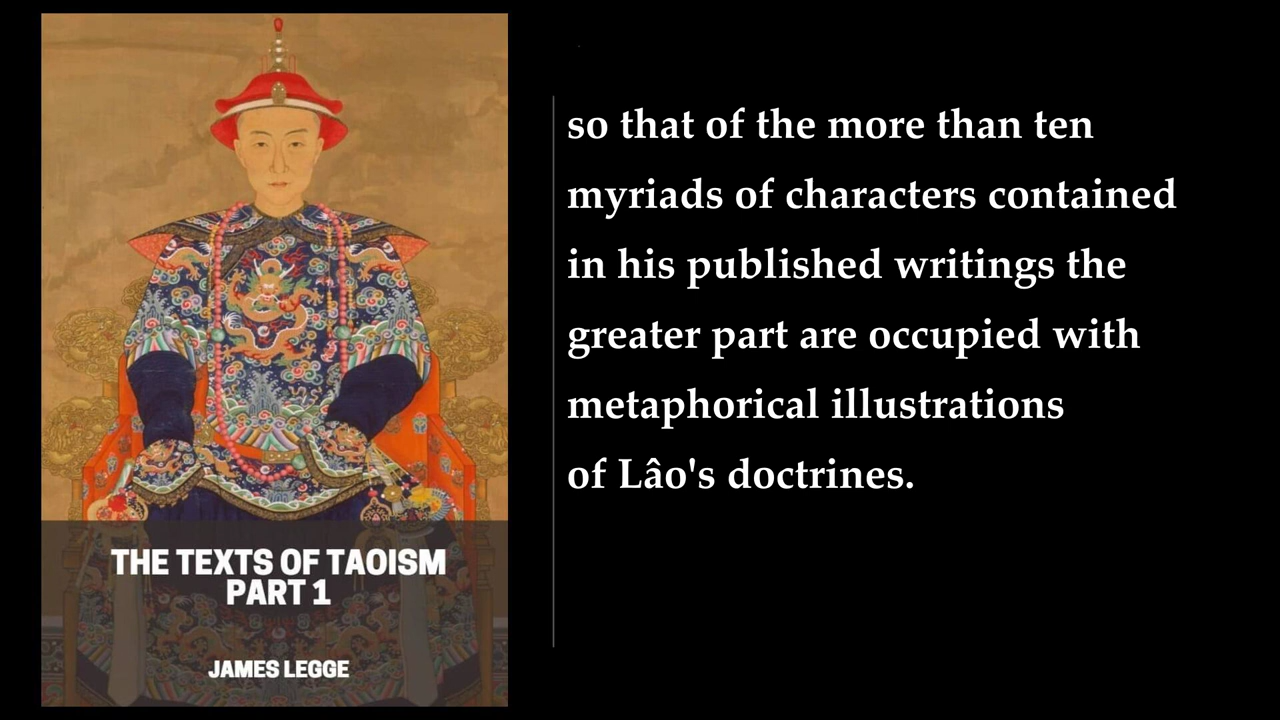 THE TEXTS OF TAOISM
PART 1
JAMES LEGGE
so that of the more than ten
myriads of characters contained
in his published writings the
greater part are occupied with
metaphorical illustrations
of Lâo's doctrines.